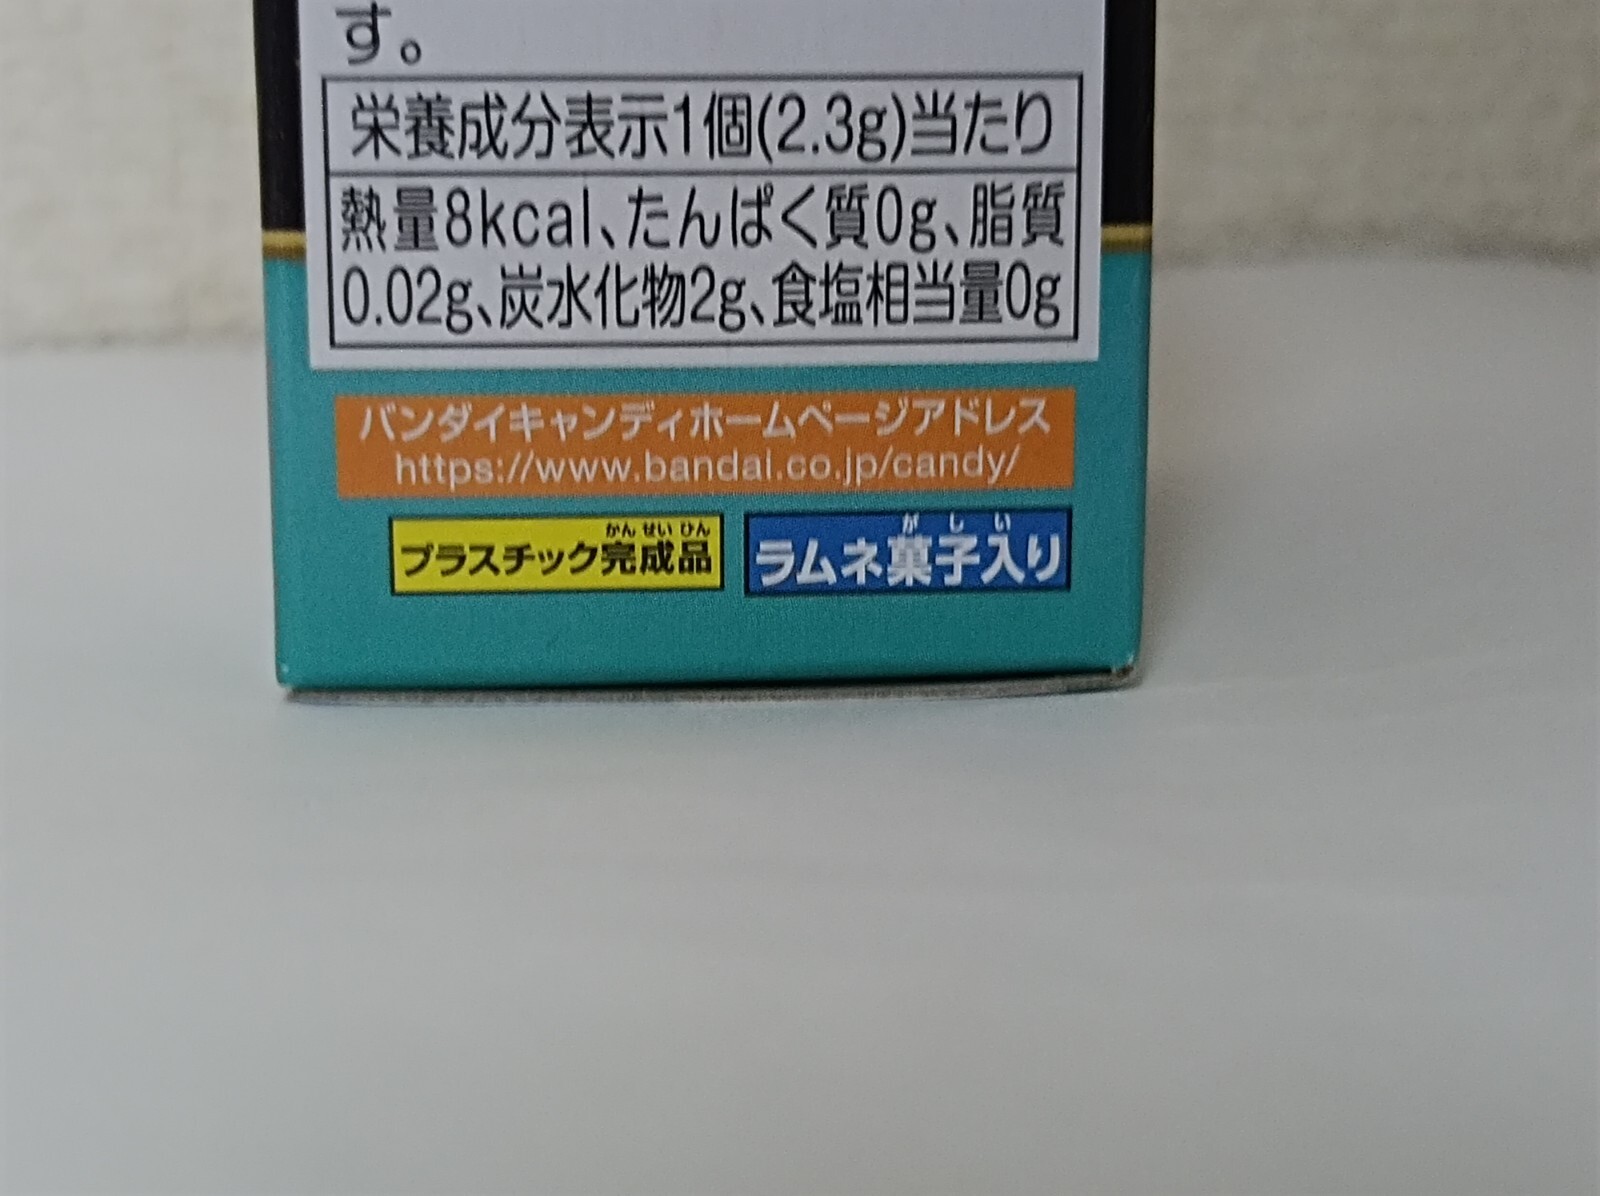 す。
栄養成分表示1個(2.3g)当たり
熱量8kcal、たんぱく質0g、脂質
0.02g、炭水化物2g、食塩相当量0g
バンダイキャンディホームページアドレス
https://www.bandai.co.jp/candy/
かんせいひん
プラスチック完成品
がしい
ラムネ菓子入り